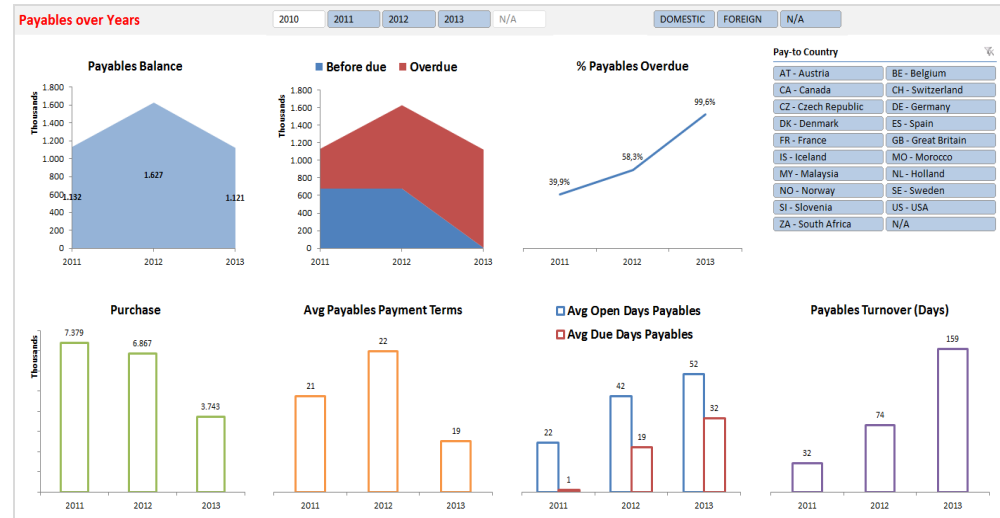 Payables over Years
2010 2011 2012 2013 N/A
DOMESTIC FOREIGN N/A
Payables Balance
Thousands
1.800
1.600
1.400
1.200
1.000
800
600
400
200
0
1.132
1.627
1.121
2011 2012 2013
Before due Overdue
Thousands
1.800
1.600
1.400
1.200
1.000
800
600
400
200
0
2011 2012 2013
% Payables Overdue
39,9%
58,3%
99,6%
2011 2012 2013
Pay-to Country
AT - Austria BE - Belgium
CA - Canada CH - Switzerland
CZ - Czech Republic DE - Germany
DK - Denmark ES - Spain
FR - France GB - Great Britain
IS - Iceland MO - Morocco
MY - Malaysia NL - Holland
NO - Norway SE - Sweden
SI - Slovenia US - USA
ZA - South Africa N/A
Purchase
Thousands
7.379
6.867
3.743
2011 2012 2013
Avg Payables Payment Terms
21
22
19
2011 2012 2013
Avg Open Days Payables
Avg Due Days Payables
22
1
42
19
52
32
2011 2012 2013
Payables Turnover (Days)
32
74
159
2011 2012 2013